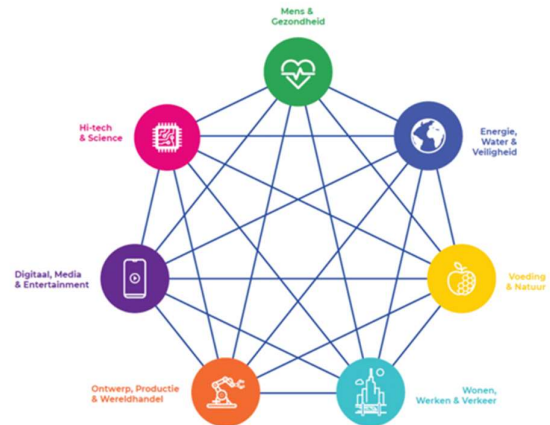 Mens &
Gezondheid
Hi-tech
& Science
Energie,
Water &
Veiligheid
Digitaal, Media
& Entertainment
Voeding
& Natuur
Ontwerp, Productie
& Wereldhandel
Wonen,
Werken & Verkeer